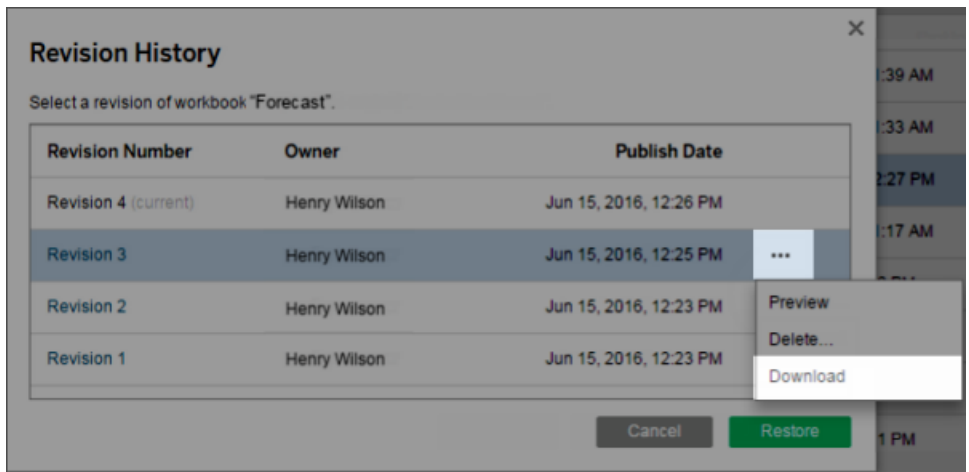 Revision History
Select a revision of workbook "Forecast".
Revision Number Owner Publish Date
Revision 4 (current) Henry Wilson Jun 15, 2016, 12:26 PM
Revision 3 Henry Wilson Jun 15, 2016, 12:25 PM ...
Revision 2 Henry Wilson Jun 15, 2016, 12:23 PM
Revision 1 Henry Wilson Jun 15, 2016, 12:23 PM
Preview
Delete...
Download
Cancel Restore
:39 AM
:33 AM
2:27 PM
:17 AM
1 PM